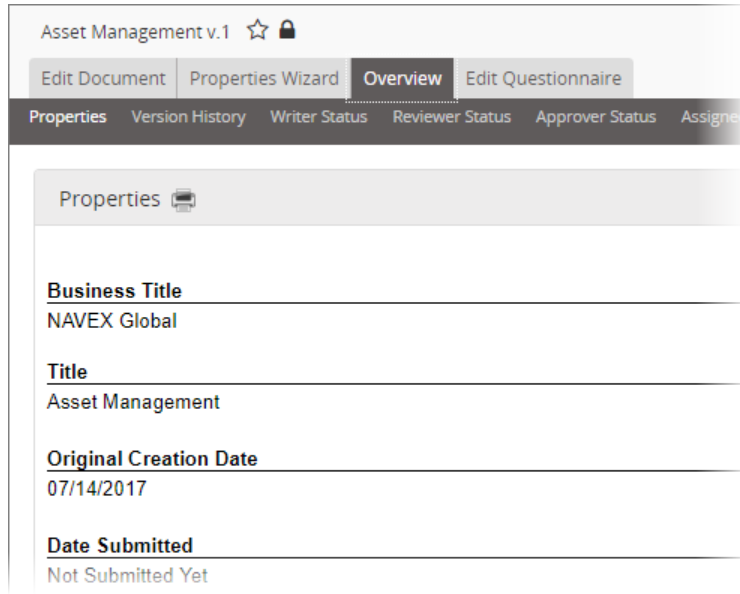 Asset Management v.1
Edit Document Properties Wizard Overview Edit Questionnaire
Properties Version History Writer Status Reviewer Status Approver Status
Properties
Business Title
NAVEX Global
Title
Asset Management
Original Creation Date
07/14/2017
Date Submitted
Not Submitted Yet